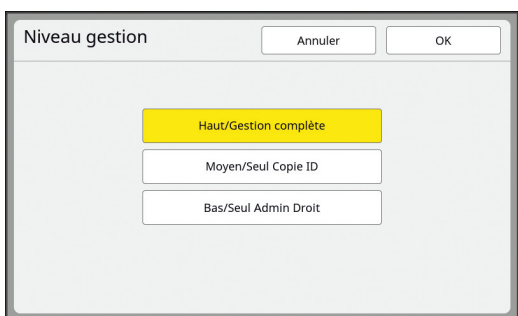 Niveau gestion
Annuler
OK
Haut/Gestion complète
Moyen/Seul Copie ID
Bas/Seul Admin Droit